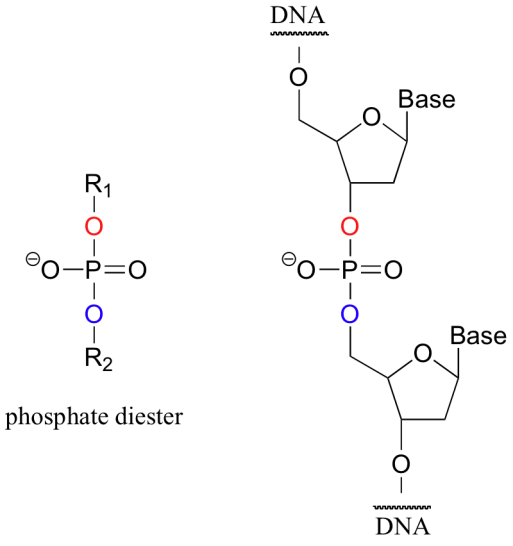 DNA
O
O
Base
R1
O
⊖O–P=O
O
R2
phosphate diester
O
⊖O–P=O
O
O
Base
O
DNA